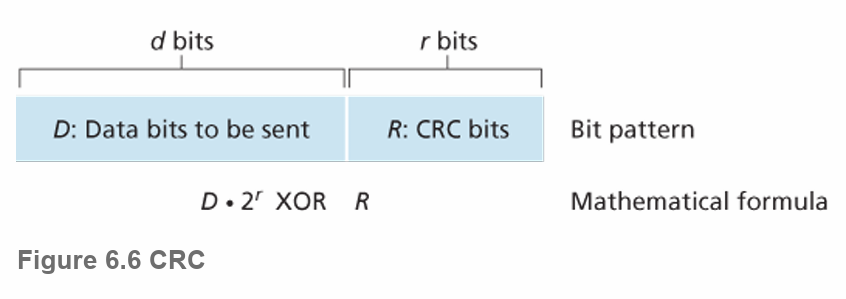 d bits r bits
D: Data bits to be sent R: CRC bits Bit pattern
D • 2^r XOR R Mathematical formula
Figure 6.6 CRC